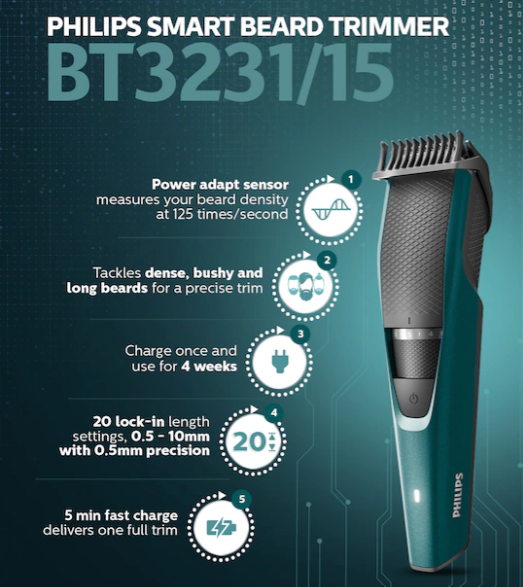 PHILIPS SMART BEARD TRIMMER
BT3231/15
1
Power adapt sensor
measures your beard density
at 125 times/second
2
Tackles dense, bushy and
long beards for a precise trim
3
Charge once and
use for 4 weeks
4
20 lock-in length
settings, 0.5 - 10mm
with 0.5mm precision
20
5
5 min fast charge
delivers one full trim
PHILIPS